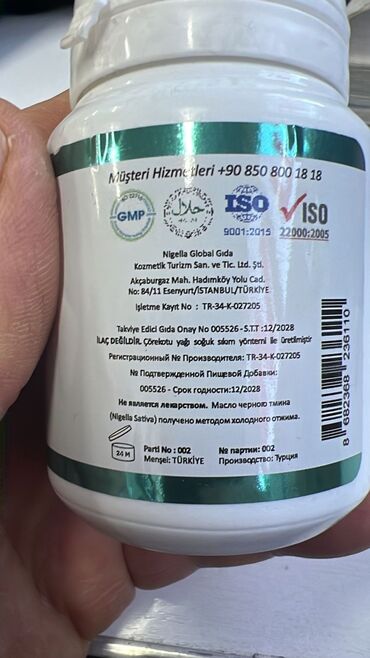 Müşteri Hizmetleri +90 850 800 18 18
GMP
حلال
ISO
9001:2015
ISO
22000:2005
Nigella Global Gıda
Kozmetik Turizm San. ve Tic. Ltd. Şti.
Akçaburgaz Mah. Hadımköy Yolu Cad.
No: 84/11 Esenyurt/İSTANBUL/TÜRKİYE
İşletme Kayıt No : TR-34-K-027205
Takviye Edici Gıda Onay No 005526 - S.T.T :12/2028
İLAÇ DEĞİLDİR. Çörekotu yağı soğuk sıkım yöntemi ile üretilmiştir
Регистрационный № Производителя: TR-34-K-027205
№ Подтвержденной Пищевой Добавки:
005526 - Срок годности:12/2028
Не является лекарством. Масло черного тмина
(Nigella Sativa) получено методом холодного отжима.
24 M
Parti No : 002
Menşei: TÜRKİYE
№ партии: 002
Производство: Турция
8 682368 236110